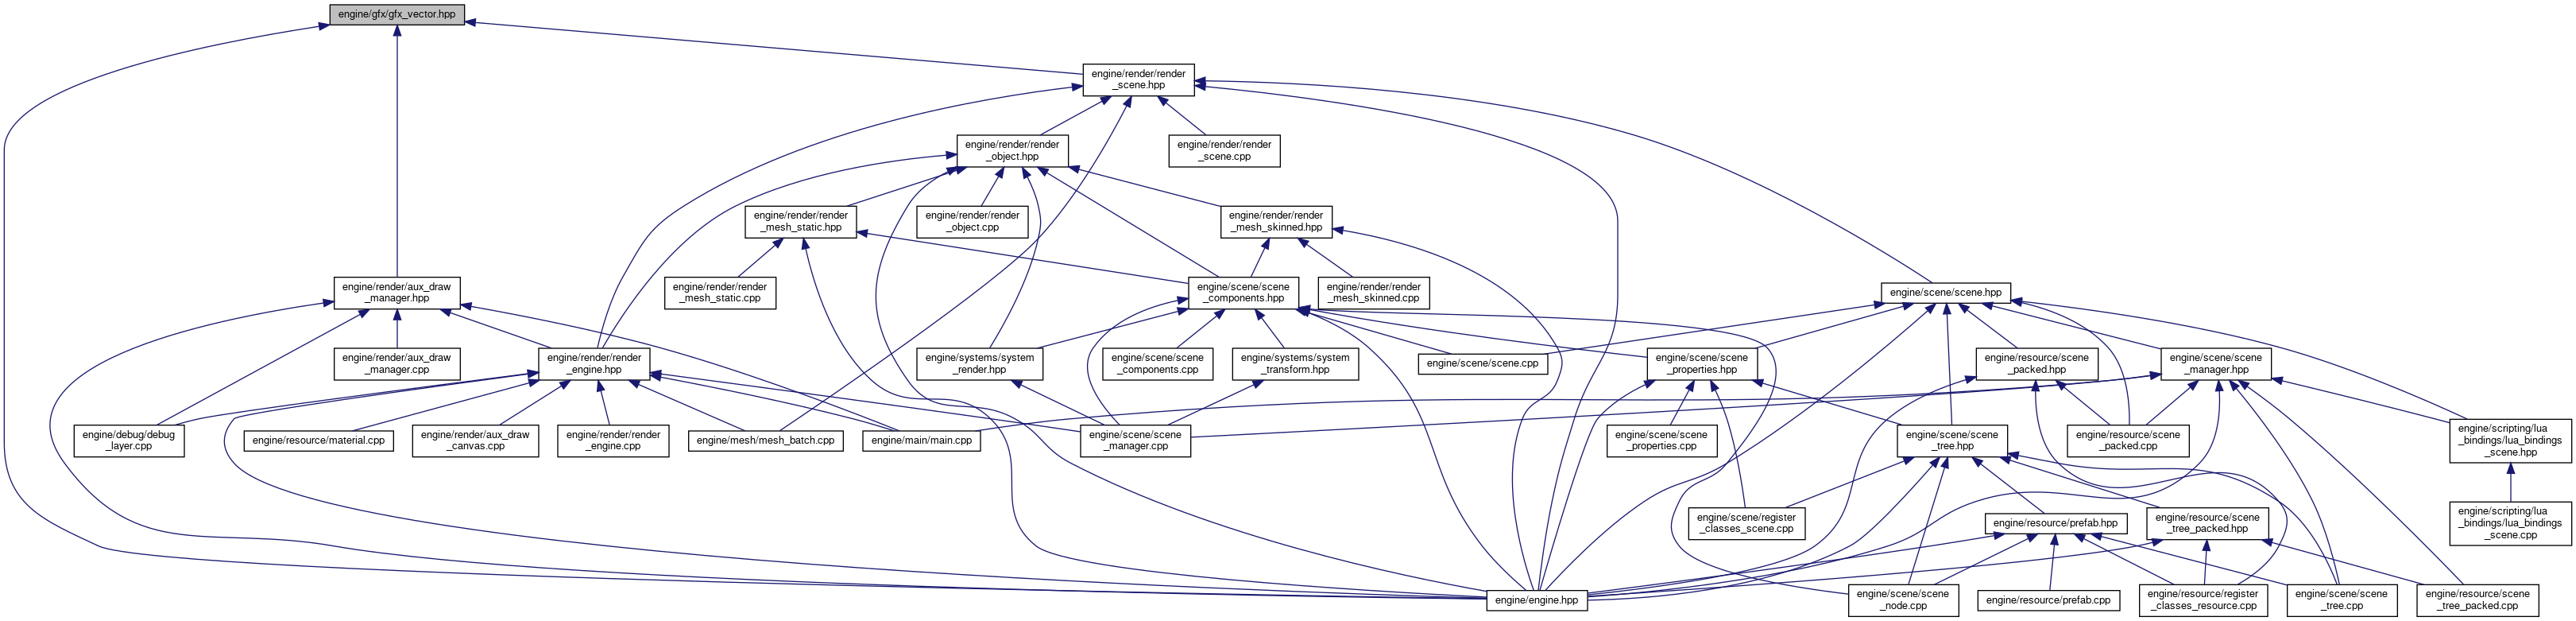 engine/gfx/gfx_vector.hpp
engine/render/render
_scene.hpp
engine/render/render
_object.hpp
engine/render/render
_scene.cpp
engine/render/render
_mesh_static.hpp
engine/render/render
_object.cpp
engine/render/render
_mesh_skinned.hpp
engine/render/aux_draw
_manager.hpp
engine/render/render
_mesh_static.cpp
engine/scene/scene
_components.hpp
engine/render/render
_mesh_skinned.cpp
engine/scene/scene.hpp
engine/render/aux_draw
_manager.cpp
engine/render/render
_engine.hpp
engine/systems/system
_render.hpp
engine/scene/scene
_components.cpp
engine/systems/system
_transform.hpp
engine/scene/scene.cpp
engine/scene/scene
_properties.hpp
engine/resource/scene
_packed.hpp
engine/scene/scene
_manager.hpp
engine/debug/debug
_layer.cpp
engine/resource/material.cpp
engine/render/aux_draw
_canvas.cpp
engine/render/render
_engine.cpp
engine/mesh/mesh_batch.cpp
engine/main/main.cpp
engine/scene/scene
_manager.cpp
engine/scene/scene
_properties.cpp
engine/scene/scene
_tree.hpp
engine/resource/scene
_packed.cpp
engine/scripting/lua
_bindings/lua_bindings
_scene.hpp
engine/scene/register
_classes_scene.cpp
engine/resource/prefab.hpp
engine/resource/scene
_tree_packed.hpp
engine/scripting/lua
_bindings/lua_bindings
_scene.cpp
engine/engine.hpp
engine/scene/scene
_node.cpp
engine/resource/prefab.cpp
engine/resource/register
_classes_resource.cpp
engine/scene/scene
_tree.cpp
engine/resource/scene
_tree_packed.cpp